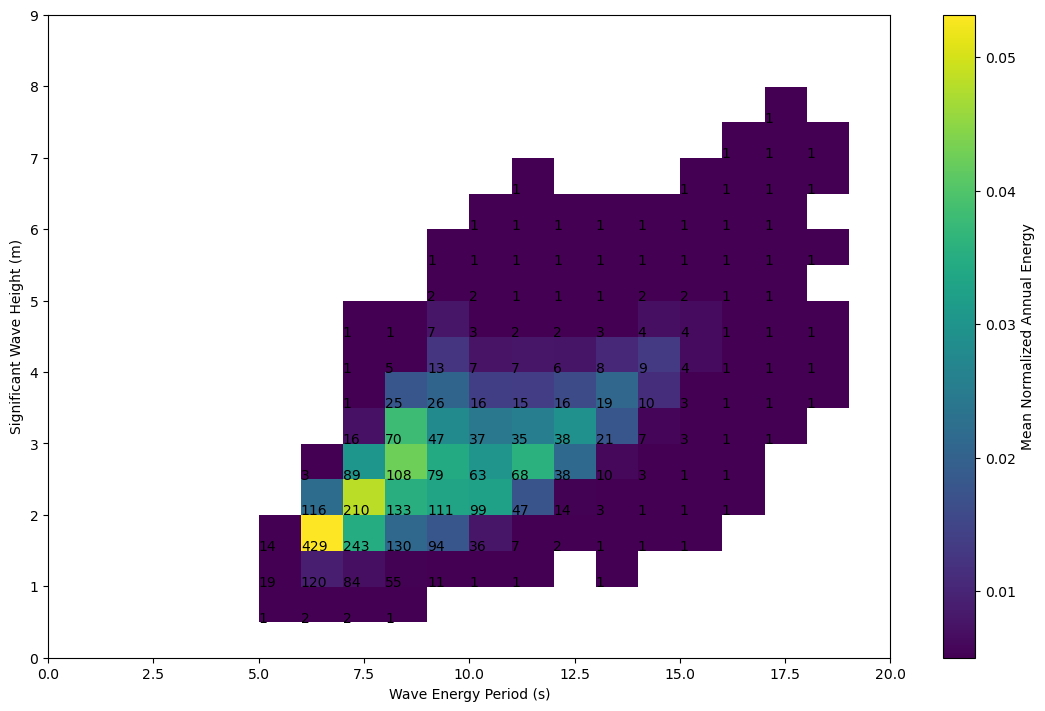 9
8
7
6
5
4
3
2
1
0
Significant Wave Height (m)
1
1 1 1
1 1 1 1 1
1 1 1 1 1 1 1 1
1 1 1 1 1 1 1 1 1 1
2 2 1 1 1 2 2 1 1
1 1 7 3 2 2 3 4 4 1 1 1
1 5 13 7 7 6 8 9 4 1 1 1
1 25 26 16 15 16 19 10 3 1 1 1
16 70 47 37 35 38 21 7 3 1 1
3 89 108 79 63 68 38 10 3 1 1
116 210 133 111 99 47 14 3 1 1 1
14 429 243 130 94 36 7 2 1 1 1
19 120 84 55 11 1 1 1
1 2 2 1
0.0 2.5 5.0 7.5 10.0 12.5 15.0 17.5 20.0
Wave Energy Period (s)
0.05
0.04
0.03
0.02
0.01
Mean Normalized Annual Energy